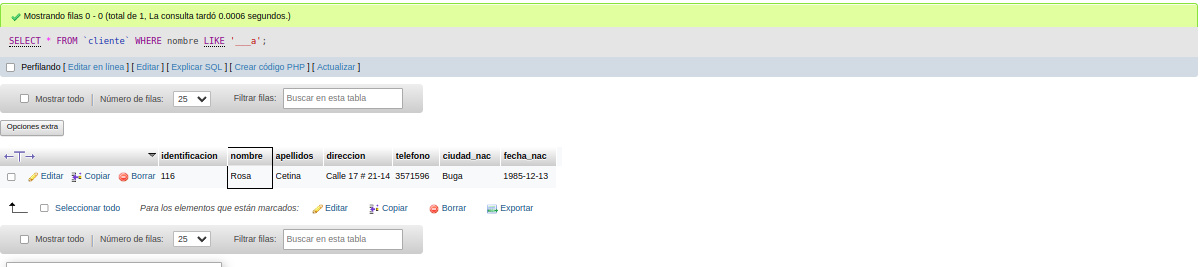 Mostrando filas 0 - 0 (total de 1, La consulta tardó 0.0006 segundos.)
SELECT * FROM `cliente` WHERE nombre LIKE '___a';
Perfilando [ Editar en línea ] [ Editar ] [ Explicar SQL ] [ Crear código PHP ] [ Actualizar ]
Mostrar todo | Número de filas: 25 Filtrar filas: Buscar en esta tabla
Opciones extra
identificacion nombre apellidos direccion telefono ciudad_nac fecha_nac
Editar Copiar Borrar 116 Rosa Cetina Calle 17 # 21-14 3571596 Buga 1985-12-13
Seleccionar todo Para los elementos que están marcados: Editar Copiar Borrar Exportar
Mostrar todo | Número de filas: 25 Filtrar filas: Buscar en esta tabla